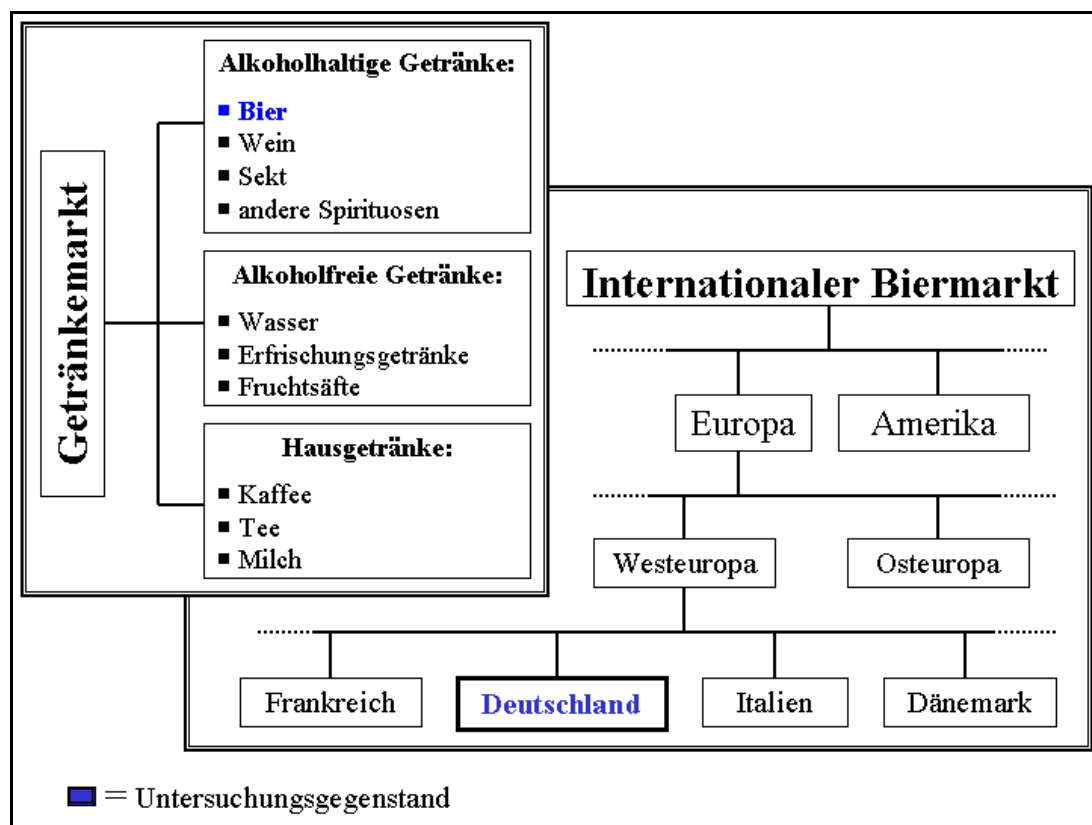 Getränkemarkt
Alkoholhaltige Getränke:
▪ Bier
▪ Wein
▪ Sekt
▪ andere Spirituosen
Alkoholfreie Getränke:
▪ Wasser
▪ Erfrischungsgetränke
▪ Fruchtsäfte
Hausgetränke:
▪ Kaffee
▪ Tee
▪ Milch
Internationaler Biermarkt
Europa
Amerika
Westeuropa
Osteuropa
Frankreich
Deutschland
Italien
Dänemark
= Untersuchungsgegenstand